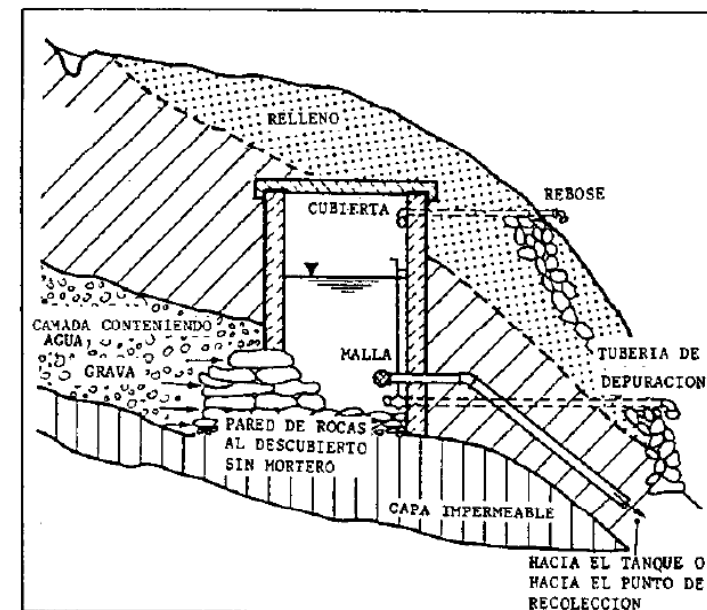 RELLENO
CUBIERTA
REBOSE
CAMADA CONTENIENDO
AGUA
GRAVA
MALLA
TUBERIA DE
DEPURACION
PARED DE ROCAS
AL DESCUBIERTO
SIN MORTERO
CAPA IMPERMEABLE
HACIA EL TANQUE O
HACIA EL PUNTO DE
RECOLECCION